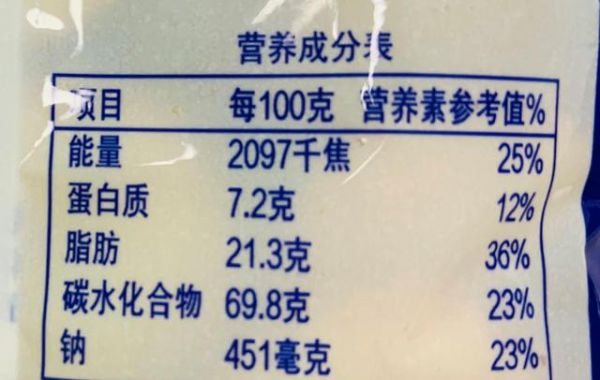 营养成分表
项目 每100克 营养素参考值%
能量 2097千焦 25%
蛋白质 7.2克 12%
脂肪 21.3克 36%
碳水化合物 69.8克 23%
钠 451毫克 23%